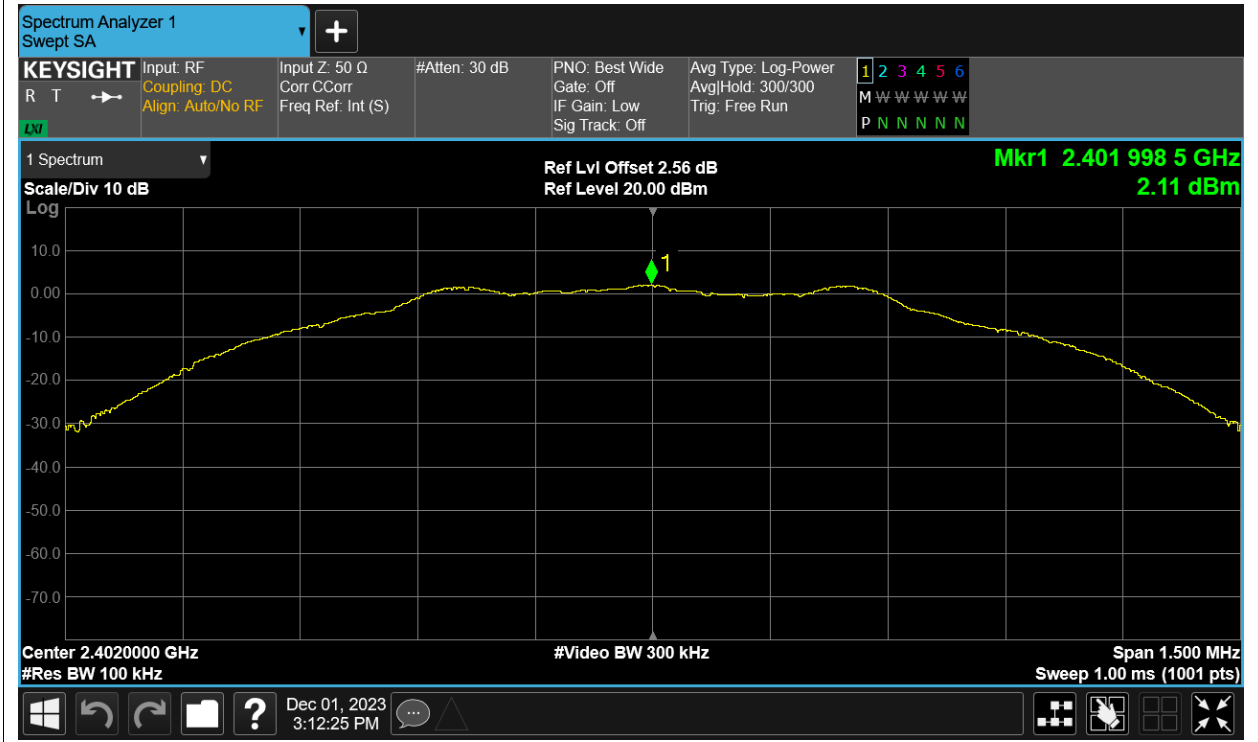 Spectrum Analyzer 1
Swept SA
▼
+
KEYSIGHT
R T
LXI
Input: RF
Coupling: DC
Align: Auto/No RF
Input Z: 50 Ω
Corr CCorr
Freq Ref: Int (S)
#Atten: 30 dB
PNO: Best Wide
Gate: Off
IF Gain: Low
Sig Track: Off
Avg Type: Log-Power
Avg|Hold: 300/300
Trig: Free Run
1 2 3 4 5 6
M W W W W W
P N N N N N
1 Spectrum ▼
Scale/Div 10 dB
Log
Ref Lvl Offset 2.56 dB
Ref Level 20.00 dBm
Mkr1 2.401 998 5 GHz
2.11 dBm
1
10.0
0.00
-10.0
-20.0
-30.0
-40.0
-50.0
-60.0
-70.0
Center 2.4020000 GHz
#Res BW 100 kHz
#Video BW 300 kHz
Span 1.500 MHz
Sweep 1.00 ms (1001 pts)
?
Dec 01, 2023
3:12:25 PM